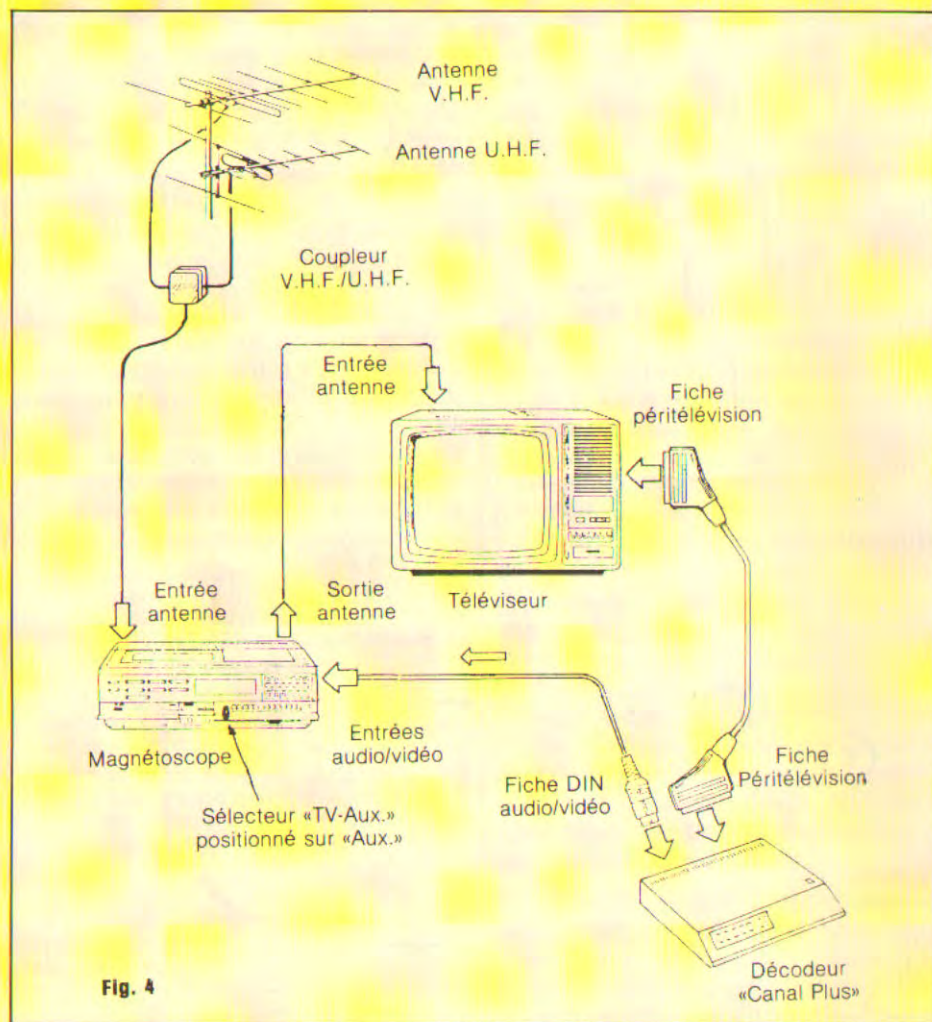 Antenne
V.H.F.
Antenne U.H.F.
Coupleur
V.H.F./U.H.F.
Entrée
antenne
Fiche
péritélévision
Entrée
antenne
Sortie
antenne
Téléviseur
Magnétoscope
Entrées
audio/vidéo
Sélecteur «TV-Aux.»
positionné sur «Aux.»
Fiche DIN
audio/vidéo
Fiche
Péritélévision
Décodeur
«Canal Plus»
Fig. 4